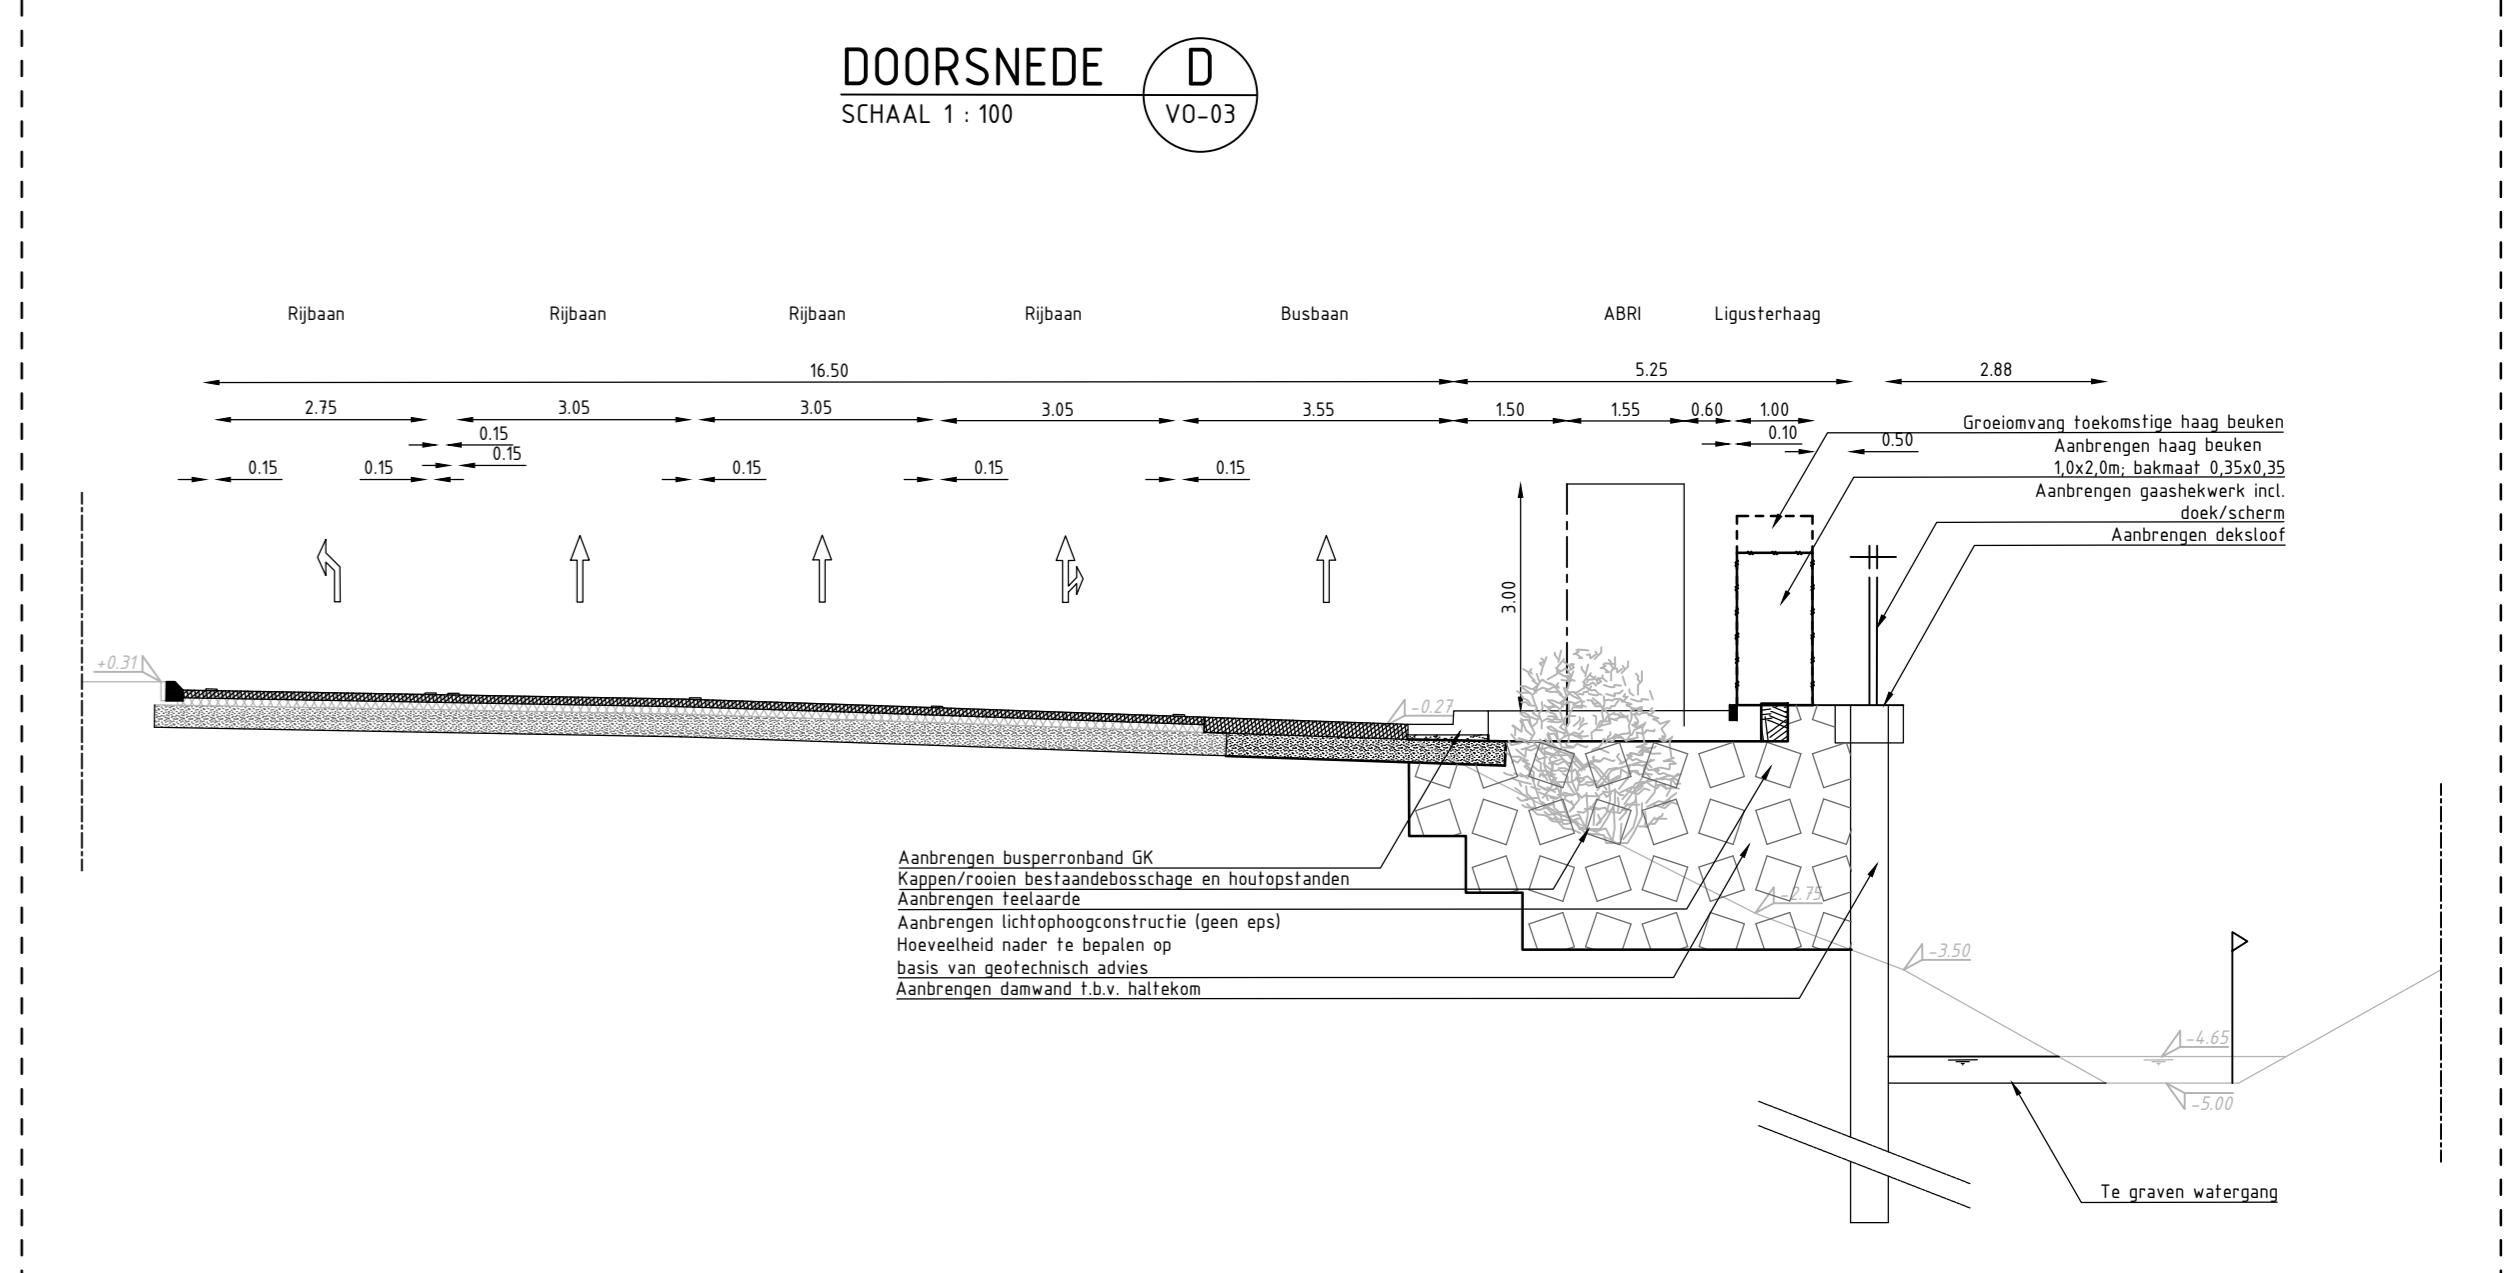 DOORSNEDE D
SCHAAL 1 : 100 VO-03
Rijbaan Rijbaan Rijbaan Rijbaan Busbaan ABRI Ligusterhaag
16.50 5.25 2.88
2.75 3.05 3.05 3.05 3.55 1.50 1.55 0.60 1.00
0.15 0.10 0.50
0.15
0.15 0.15 0.15 0.15 0.15
Groeiomvang toekomstige haag beuken
Aanbrengen haag beuken
1,0x2,0m; bakmaat 0,35x0,35
Aanbrengen gaashekwerk incl.
doek/scherm
Aanbrengen deksloof
3.00
+0.31
-0.27
Aanbrengen busperronband GK
Kappen/rooien bestaandebosschage en houtopstanden
Aanbrengen teelaarde
Aanbrengen lichtophoogconstructie (geen eps)
Hoeveelheid nader te bepalen op
basis van geotechnisch advies
Aanbrengen damwand t.b.v. haltekom
-2.75
-3.50
-4.65
-5.00
Te graven watergang